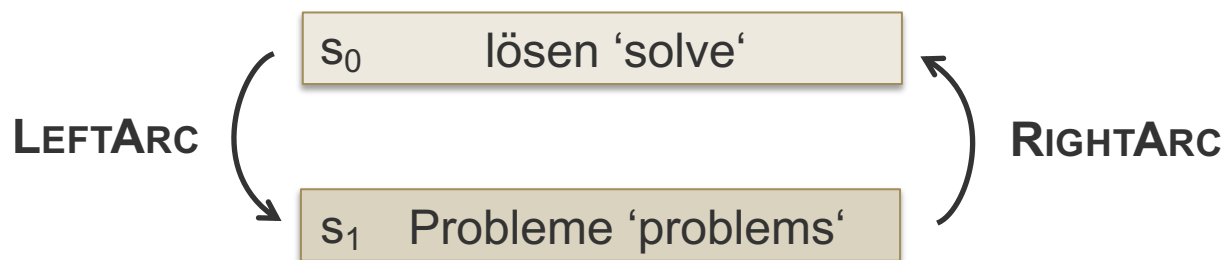 s₀ lösen ‘solve‘
LEFTARC
RIGHTARC
s₁ Probleme ‘problems‘